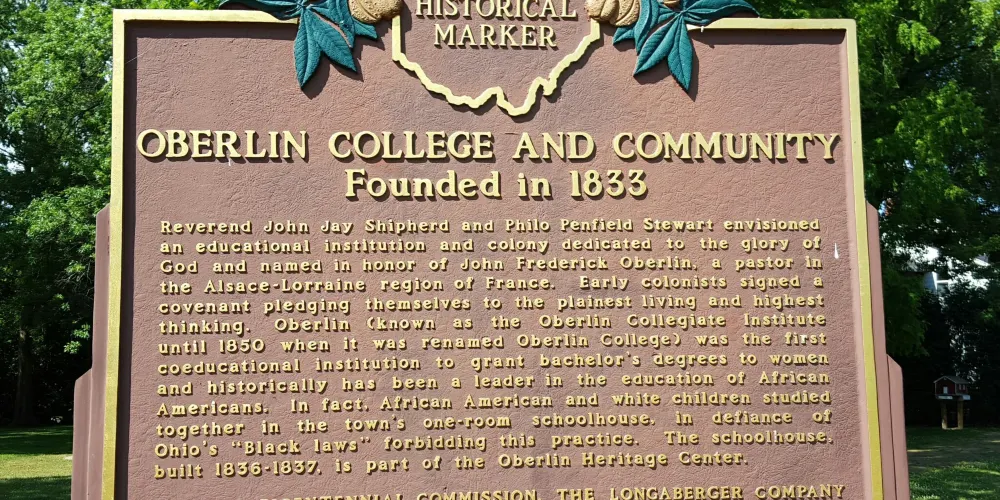 HISTORICAL
MARKER
OBERLIN COLLEGE AND COMMUNITY
Founded in 1833
Reverend John Jay Shipherd and Philo Penfield Stewart envisioned
an educational institution and colony dedicated to the glory of
God and named in honor of John Frederick Oberlin, a pastor in
the Alsace-Lorraine region of France. Early colonists signed a
covenant pledging themselves to the plainest living and highest
thinking. Oberlin (known as the Oberlin Collegiate Institute
until 1850 when it was renamed Oberlin College) was the first
coeducational institution to grant bachelor's degrees to women
and historically has been a leader in the education of African
Americans. In fact, African American and white children studied
together in the town's one-room schoolhouse, in defiance of
Ohio's "Black laws" forbidding this practice. The schoolhouse,
built 1836-1837, is part of the Oberlin Heritage Center.
BICENTENNIAL COMMISSION, THE LONGABERGER COMPANY